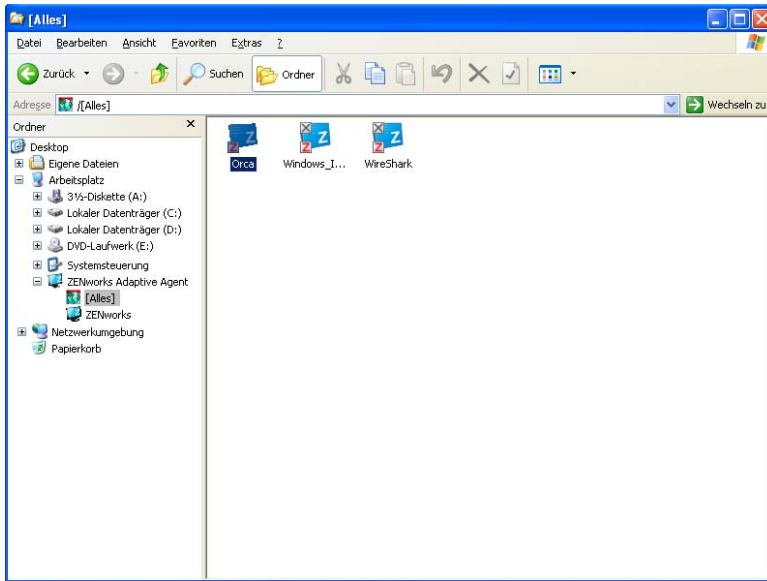 [Alles]
Datei Bearbeiten Ansicht Favoriten Extras ?
Zurück Suchen Ordner
Adresse /[Alles] Wechseln zu
Ordner
Desktop
Eigene Dateien
Arbeitsplatz
3½-Diskette (A:)
Lokaler Datenträger (C:)
Lokaler Datenträger (D:)
DVD-Laufwerk (E:)
Systemsteuerung
ZENworks Adaptive Agent
[Alles]
ZENworks
Netzwerkumgebung
Papierkorb
Orca Windows_I... WireShark